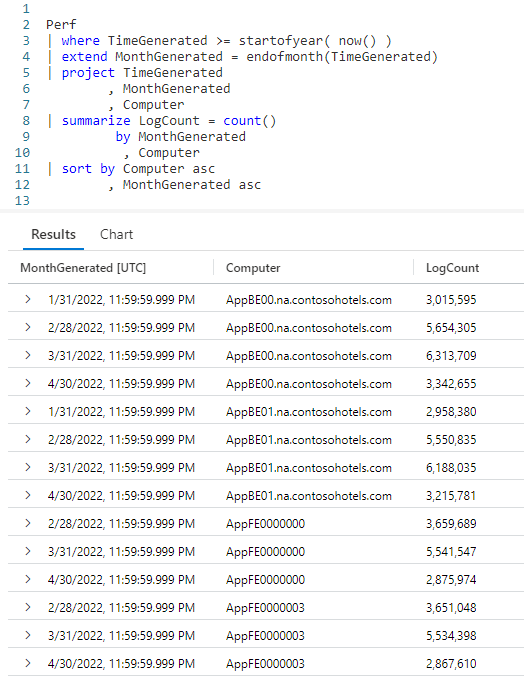 1
2 Perf
3 | where TimeGenerated >= startofyear( now() )
4 | extend MonthGenerated = endofmonth(TimeGenerated)
5 | project TimeGenerated
6 , MonthGenerated
7 , Computer
8 | summarize LogCount = count()
9 by MonthGenerated
10 , Computer
11 | sort by Computer asc
12 , MonthGenerated asc
13
Results Chart
MonthGenerated [UTC] Computer LogCount
> 1/31/2022, 11:59:59.999 PM AppBE00.na.contosohotels.com 3,015,595
> 2/28/2022, 11:59:59.999 PM AppBE00.na.contosohotels.com 5,654,305
> 3/31/2022, 11:59:59.999 PM AppBE00.na.contosohotels.com 6,313,709
> 4/30/2022, 11:59:59.999 PM AppBE00.na.contosohotels.com 3,342,655
> 1/31/2022, 11:59:59.999 PM AppBE01.na.contosohotels.com 2,958,380
> 2/28/2022, 11:59:59.999 PM AppBE01.na.contosohotels.com 5,550,835
> 3/31/2022, 11:59:59.999 PM AppBE01.na.contosohotels.com 6,188,035
> 4/30/2022, 11:59:59.999 PM AppBE01.na.contosohotels.com 3,215,781
> 2/28/2022, 11:59:59.999 PM AppFE0000000 3,659,689
> 3/31/2022, 11:59:59.999 PM AppFE0000000 5,541,547
> 4/30/2022, 11:59:59.999 PM AppFE0000000 2,875,974
> 2/28/2022, 11:59:59.999 PM AppFE0000003 3,651,048
> 3/31/2022, 11:59:59.999 PM AppFE0000003 5,534,398
> 4/30/2022, 11:59:59.999 PM AppFE0000003 2,867,610